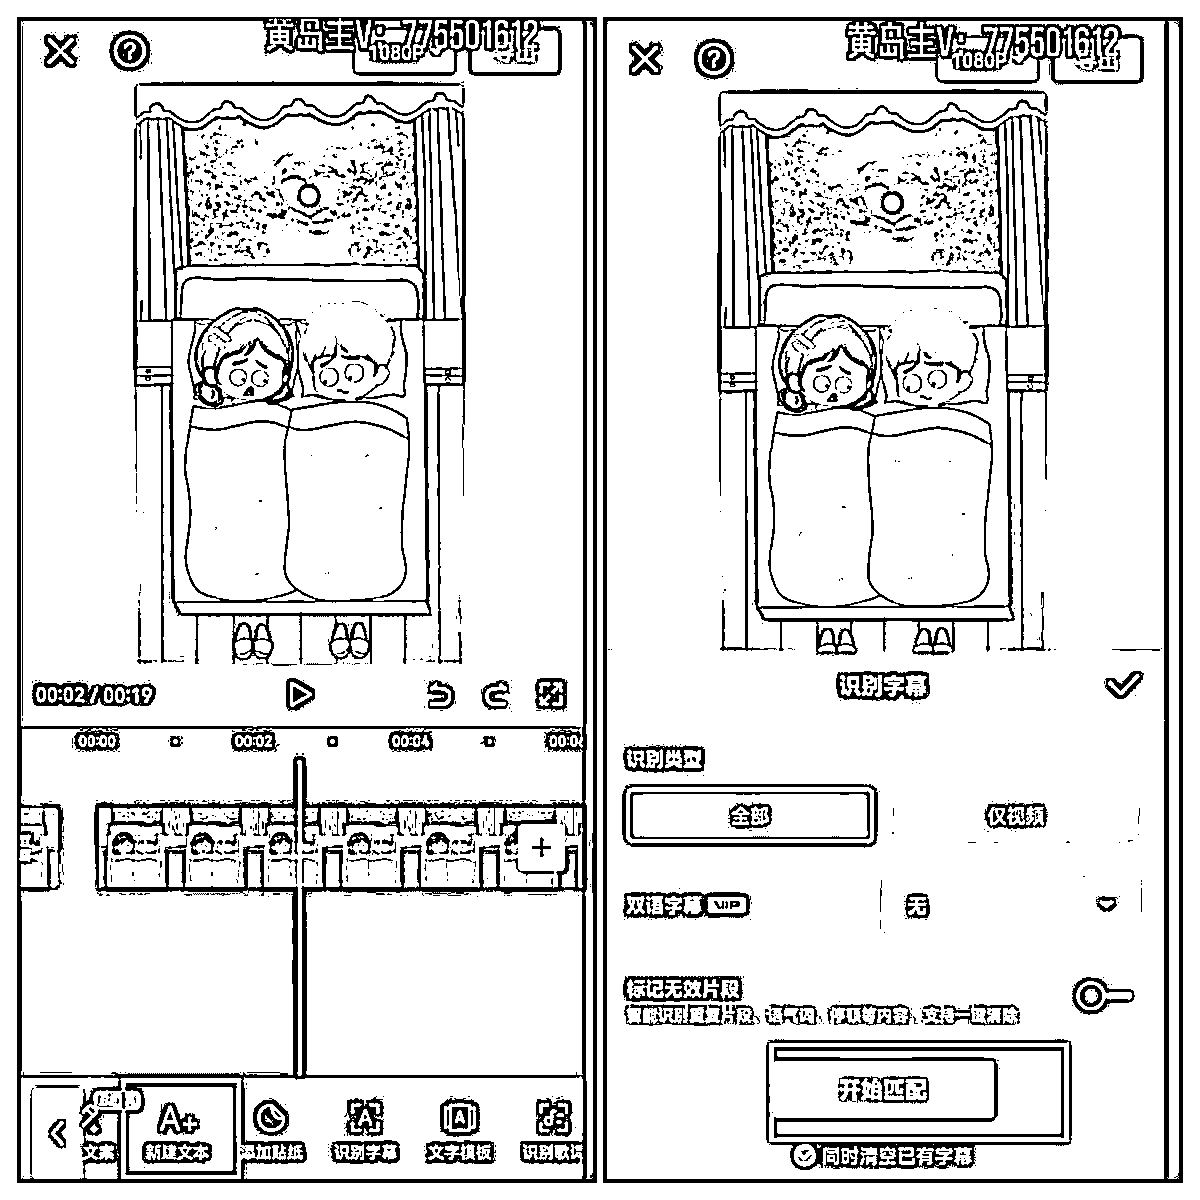 黄岛主V：775501612
1080P
导出
00:02 / 00:19
00:00
00:02
00:04
A+
新建文本
添加贴纸
识别字幕
文字模板
识别歌词
黄岛主V：775501612
1080P
导出
识别字幕
识别类型
全部
仅视频
双语字幕 VIP
无
标记无效片段
智能识别重复片段、语气词、停顿等内容，支持一键清除
开始匹配
同时清空已有字幕